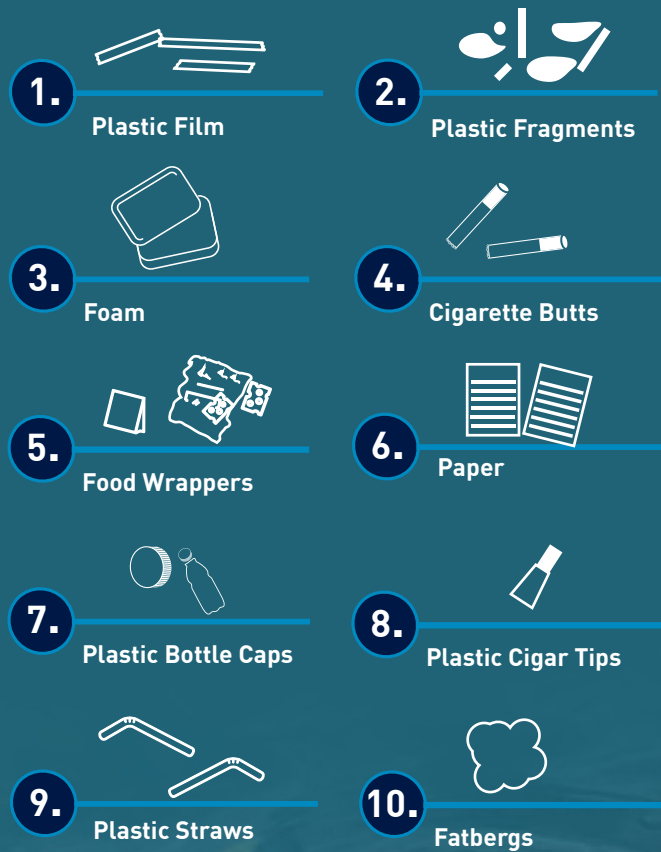 1.
Plastic Film
2.
Plastic Fragments
3.
Foam
4.
Cigarette Butts
5.
Food Wrappers
6.
Paper
7.
Plastic Bottle Caps
8.
Plastic Cigar Tips
9.
Plastic Straws
10.
Fatbergs